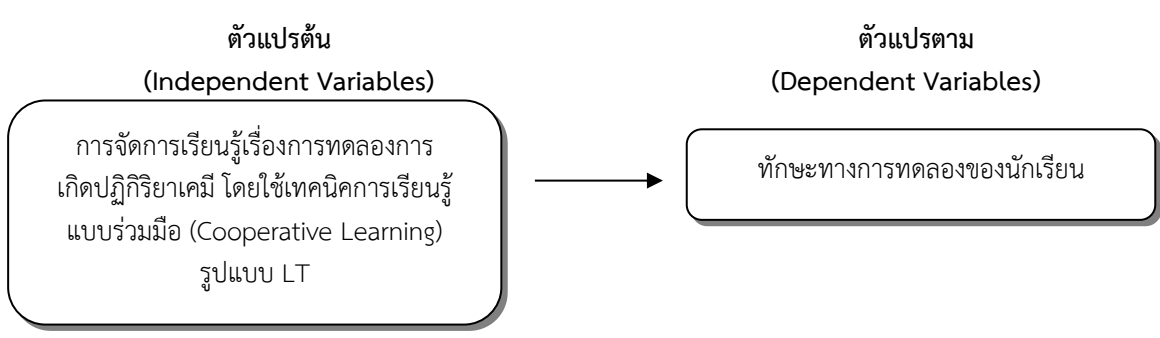 ตัวแปรต้น
(Independent Variables)
การจัดการเรียนรู้เรื่องการทดลองการ
เกิดปฏิกิริยาเคมี โดยใช้เทคนิคการเรียนรู้
แบบร่วมมือ (Cooperative Learning)
รูปแบบ LT
ตัวแปรตาม
(Dependent Variables)
ทักษะทางการทดลองของนักเรียน